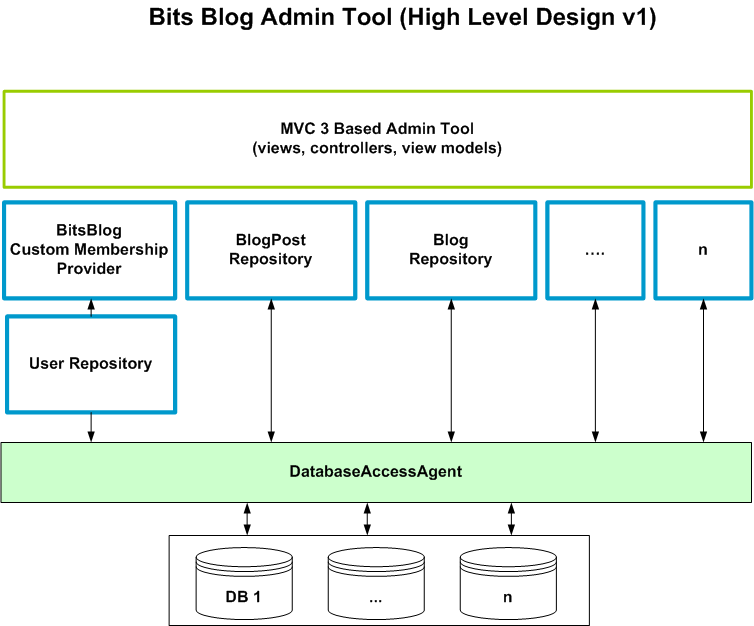 Bits Blog Admin Tool (High Level Design v1)
MVC 3 Based Admin Tool
(views, controllers, view models)
BitsBlog
Custom Membership
Provider
BlogPost
Repository
Blog
Repository
....
n
User Repository
DatabaseAccessAgent
DB 1
...
n